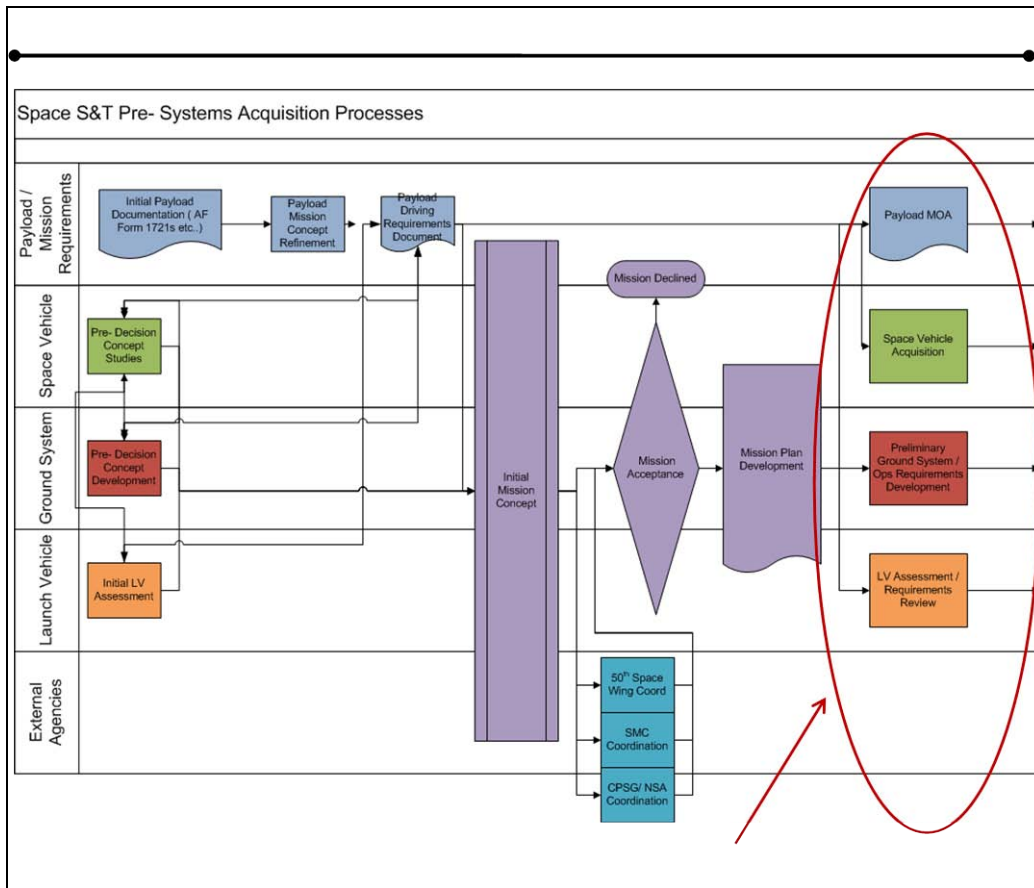 Space S&T Pre- Systems Acquisition Processes
Payload /
Mission
Requirements
Initial Payload
Documentation ( AF
Form 1721s etc..)
Payload
Mission
Concept
Refinement
Payload
Driving
Requirements
Document
Payload MOA
Mission Declined
Space Vehicle
Pre- Decision
Concept
Studies
Space Vehicle
Acquisition
Ground System
Pre- Decision
Concept
Development
Initial
Mission
Concept
Mission
Acceptance
Mission Plan
Development
Preliminary
Ground System /
Ops Requirements
Development
Launch Vehicle
Initial LV
Assessment
LV Assessment /
Requirements
Review
External
Agencies
50th Space
Wing Coord
SMC
Coordination
CPSG/ NSA
Coordination